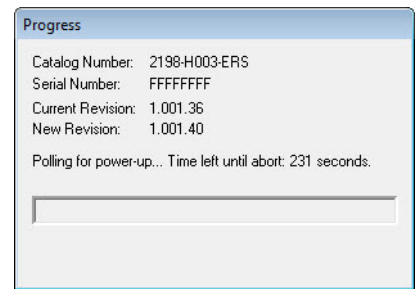 Progress
Catalog Number: 2198-H003-ERS
Serial Number: FFFFFFFF
Current Revision: 1.001.36
New Revision: 1.001.40
Polling for power-up... Time left until abort: 231 seconds.